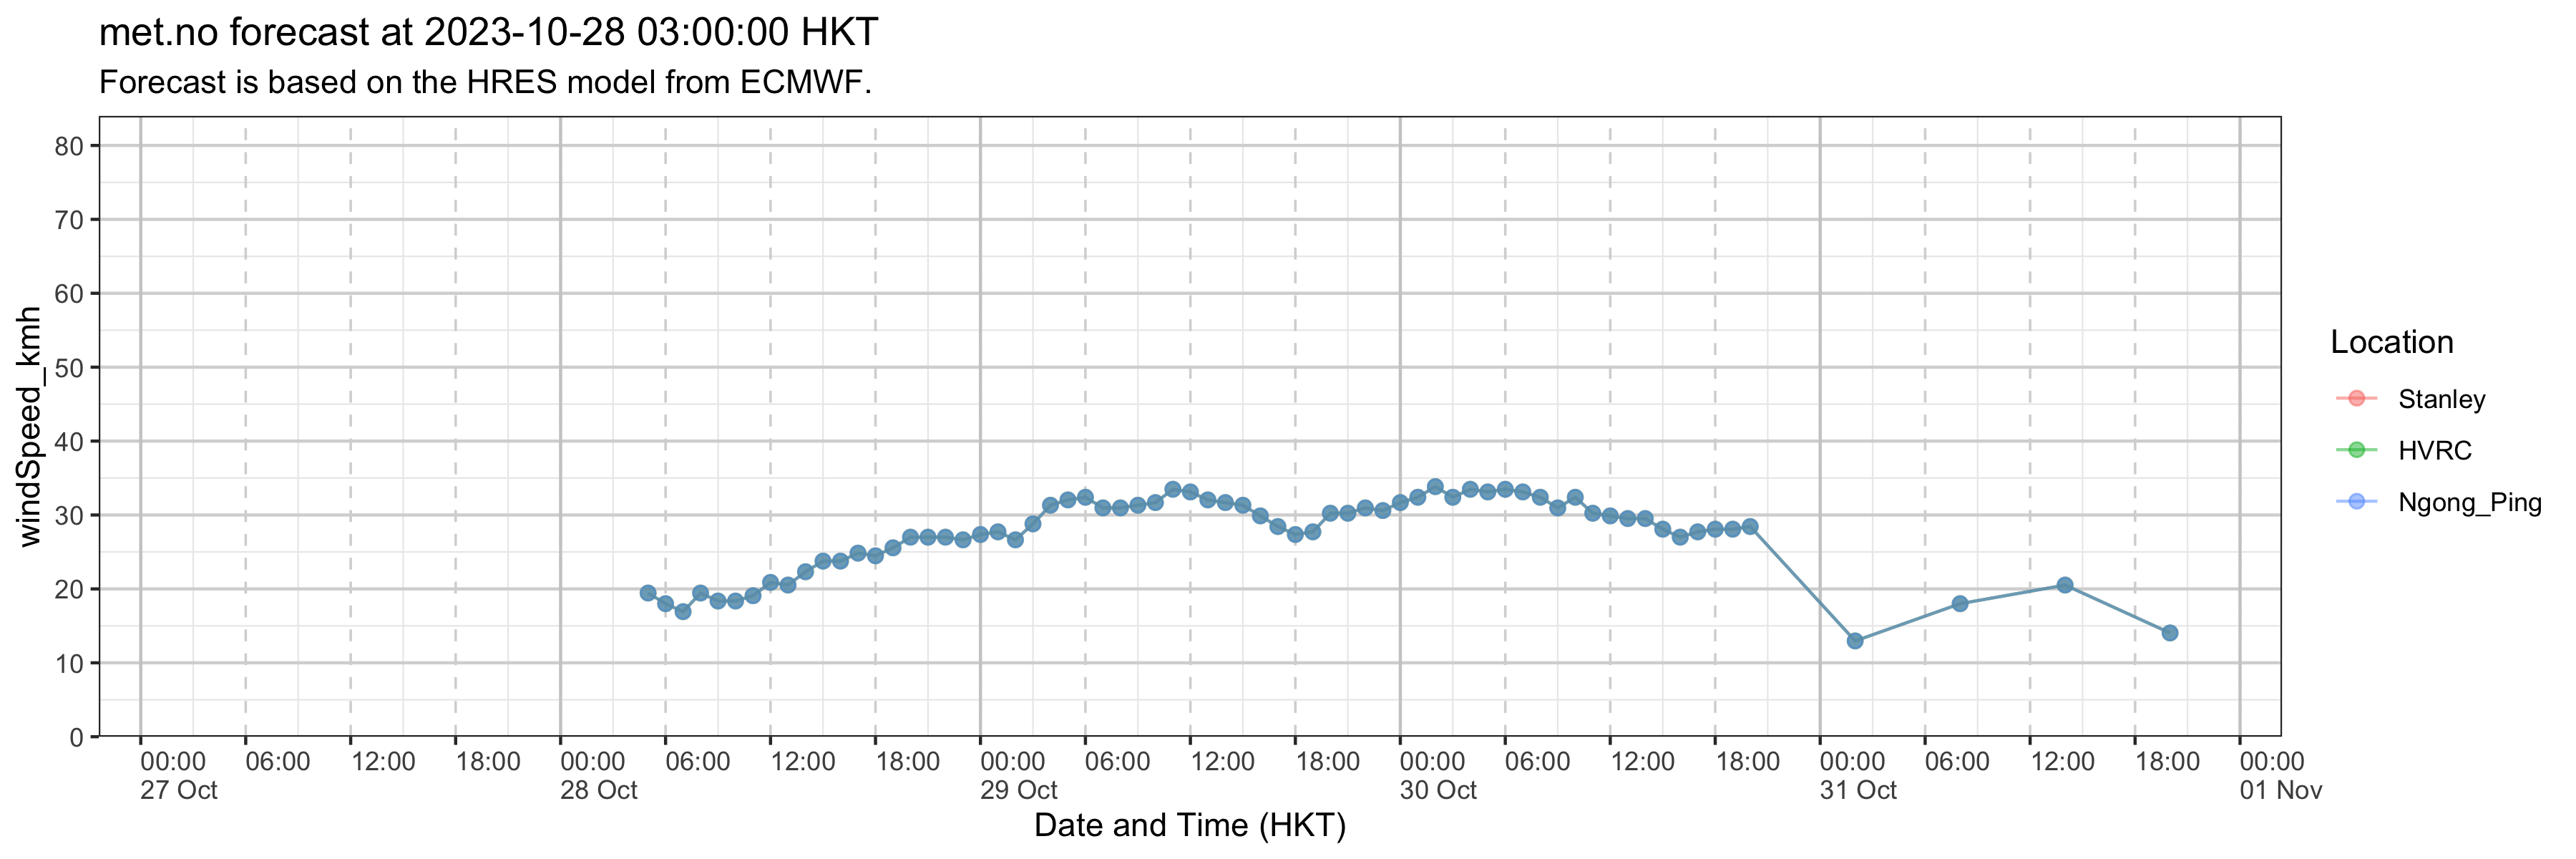 met.no forecast at 2023-10-28 03:00:00 HKT
Forecast is based on the HRES model from ECMWF.
80
70
60
50
40
30
20
10
0
windSpeed_kmh
00:00 06:00 12:00 18:00 00:00 06:00 12:00 18:00 00:00 06:00 12:00 18:00 00:00 06:00 12:00 18:00 00:00 06:00 12:00 18:00 00:00
27 Oct 28 Oct 29 Oct 30 Oct 31 Oct 01 Nov
Date and Time (HKT)
Location
Stanley
HVRC
Ngong_Ping